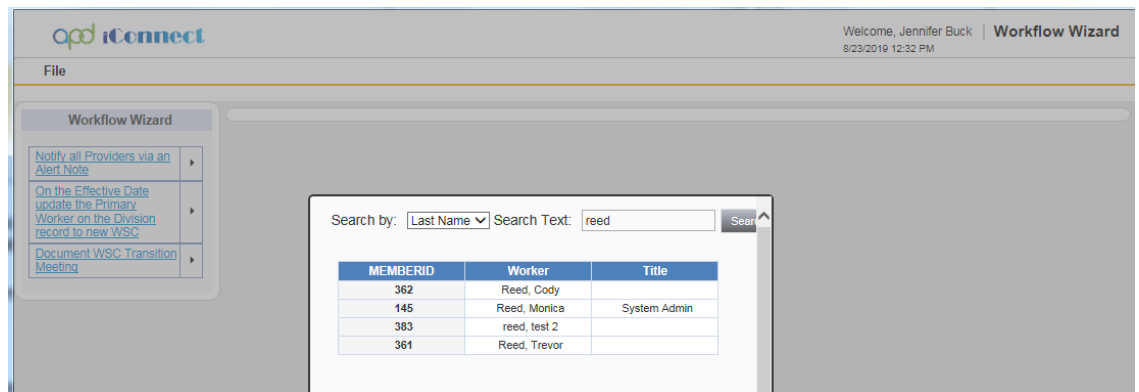 apd iConnect
Welcome, Jennifer Buck | Workflow Wizard
8/23/2019 12:32 PM
File
Workflow Wizard
Notify all Providers via an
Alert Note
On the Effective Date
update the Primary
Worker on the Division
record to new WSC
Document WSC Transition
Meeting
Search by: Last Name Search Text: reed
MEMBERID Worker Title
362 Reed, Cody
145 Reed, Monica System Admin
383 reed, test 2
361 Reed, Trevor